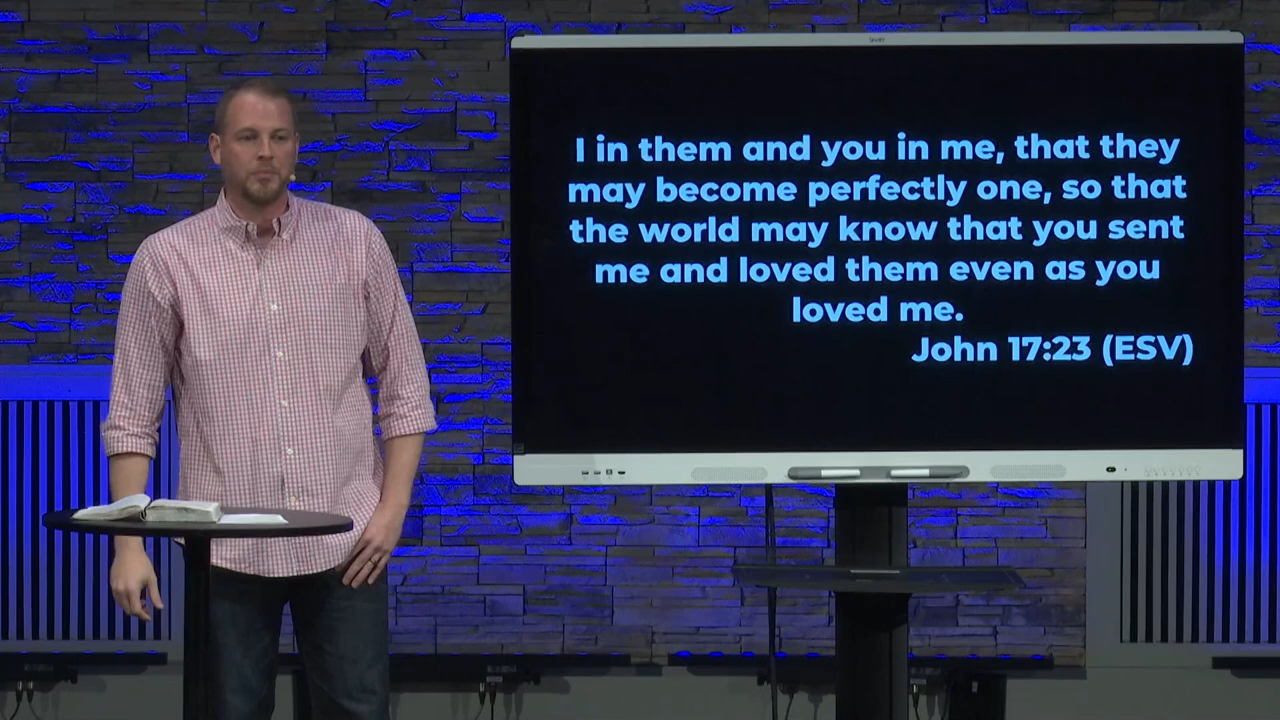 I in them and you in me, that they
may become perfectly one, so that
the world may know that you sent
me and loved them even as you
loved me.
John 17:23 (ESV)